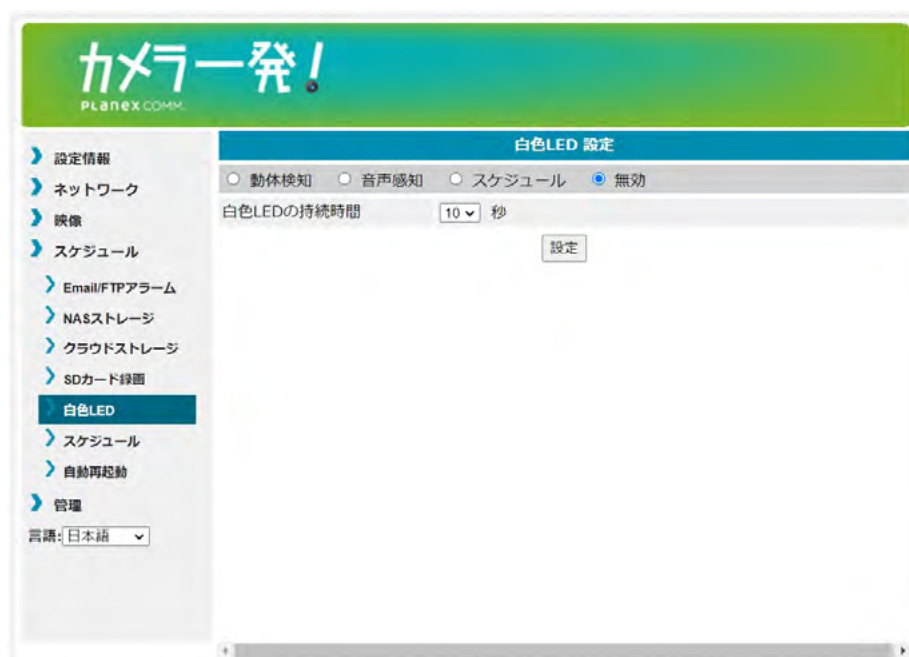 カメラ一発!
PLanex COMM.
設定情報
ネットワーク
映像
スケジュール
Email/FTPアラーム
NASストレージ
クラウドストレージ
SDカード録画
白色LED
スケジュール
自動再起動
管理
言語: 日本語
白色LED 設定
動体検知 音声感知 スケジュール 無効
白色LEDの持続時間 10 秒
設定